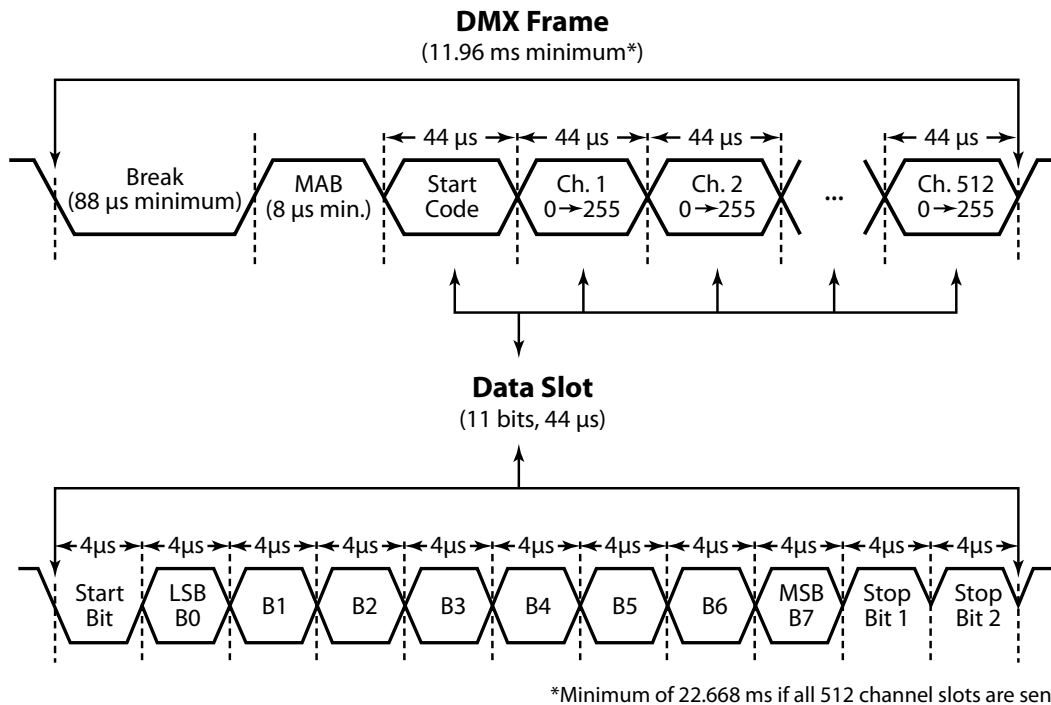 DMX Frame
(11.96 ms minimum*)
44 µs 44 µs 44 µs 44 µs
Break
(88 µs minimum)
MAB
(8 µs min.)
Start
Code
Ch. 1
0→255
Ch. 2
0→255
...
Ch. 512
0→255
Data Slot
(11 bits, 44 µs)
4µs 4µs 4µs 4µs 4µs 4µs 4µs 4µs 4µs 4µs 4µs
Start
Bit
LSB
B0
B1
B2
B3
B4
B5
B6
MSB
B7
Stop
Bit 1
Stop
Bit 2
*Minimum of 22.668 ms if all 512 channel slots are sen